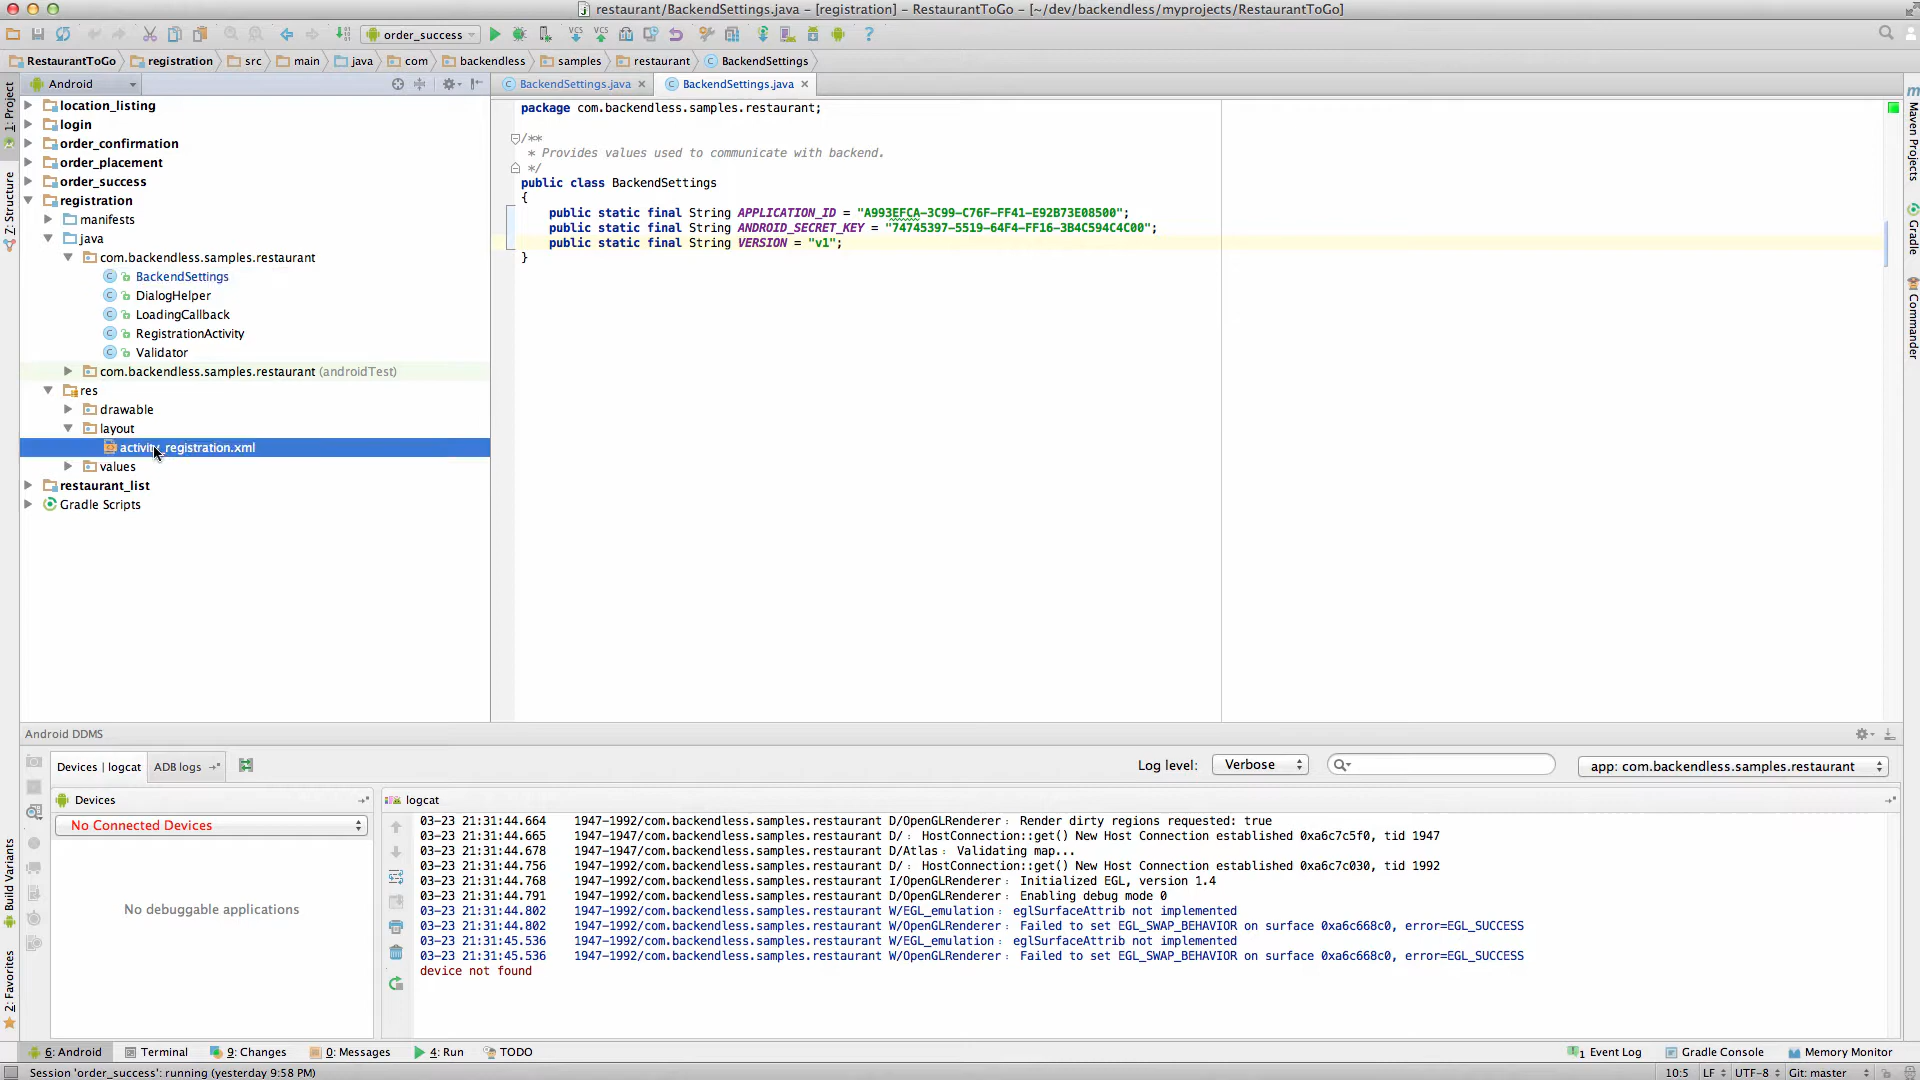 restaurant/BackendSettings.java – [registration] – RestaurantToGo – [~/dev/backendless/myprojects/RestaurantToGo]
order_success
RestaurantToGo registration src main java com backendless samples restaurant BackendSettings
Android
BackendSettings.java
BackendSettings.java
1: Project
Z: Structure
Build Variants
2: Favorites
location_listing
login
order_confirmation
order_placement
order_success
registration
manifests
java
com.backendless.samples.restaurant
BackendSettings
DialogHelper
LoadingCallback
RegistrationActivity
Validator
com.backendless.samples.restaurant (androidTest)
res
drawable
layout
activity_registration.xml
values
restaurant_list
Gradle Scripts
package com.backendless.samples.restaurant;
/**
* Provides values used to communicate with backend.
*/
public class BackendSettings
{
public static final String APPLICATION_ID = "A993EFCA-3C99-C76F-FF41-E92B73E08500";
public static final String ANDROID_SECRET_KEY = "74745397-5519-64F4-FF16-3B4C594C4C00";
public static final String VERSION = "v1";
}
Maven Projects
Gradle
Commander
Android DDMS
Devices | logcat
ADB logs
Log level:
Verbose
app: com.backendless.samples.restaurant
Devices
No Connected Devices
No debuggable applications
logcat
03-23 21:31:44.664 1947-1992/com.backendless.samples.restaurant D/OpenGLRenderer﹕ Render dirty regions requested: true
03-23 21:31:44.665 1947-1947/com.backendless.samples.restaurant D/﹕ HostConnection::get() New Host Connection established 0xa6c7c5f0, tid 1947
03-23 21:31:44.678 1947-1947/com.backendless.samples.restaurant D/Atlas﹕ Validating map...
03-23 21:31:44.756 1947-1992/com.backendless.samples.restaurant D/﹕ HostConnection::get() New Host Connection established 0xa6c7c030, tid 1992
03-23 21:31:44.768 1947-1992/com.backendless.samples.restaurant I/OpenGLRenderer﹕ Initialized EGL, version 1.4
03-23 21:31:44.791 1947-1992/com.backendless.samples.restaurant D/OpenGLRenderer﹕ Enabling debug mode 0
03-23 21:31:44.802 1947-1992/com.backendless.samples.restaurant W/EGL_emulation﹕ eglSurfaceAttrib not implemented
03-23 21:31:44.802 1947-1992/com.backendless.samples.restaurant W/OpenGLRenderer﹕ Failed to set EGL_SWAP_BEHAVIOR on surface 0xa6c668c0, error=EGL_SUCCESS
03-23 21:31:45.536 1947-1992/com.backendless.samples.restaurant W/EGL_emulation﹕ eglSurfaceAttrib not implemented
03-23 21:31:45.536 1947-1992/com.backendless.samples.restaurant W/OpenGLRenderer﹕ Failed to set EGL_SWAP_BEHAVIOR on surface 0xa6c668c0, error=EGL_SUCCESS
device not found
6: Android Terminal 9: Changes 0: Messages 4: Run TODO
1 Event Log Gradle Console Memory Monitor
Session 'order_success': running (yesterday 9:58 PM)
10:5 LF UTF-8 Git: master